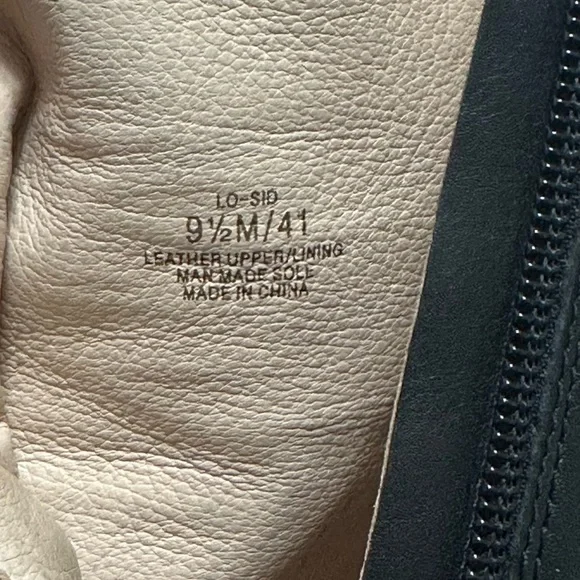 LO-SID
9½M/41
LEATHER UPPER/LINING
MAN MADE SOLE
MADE IN CHINA